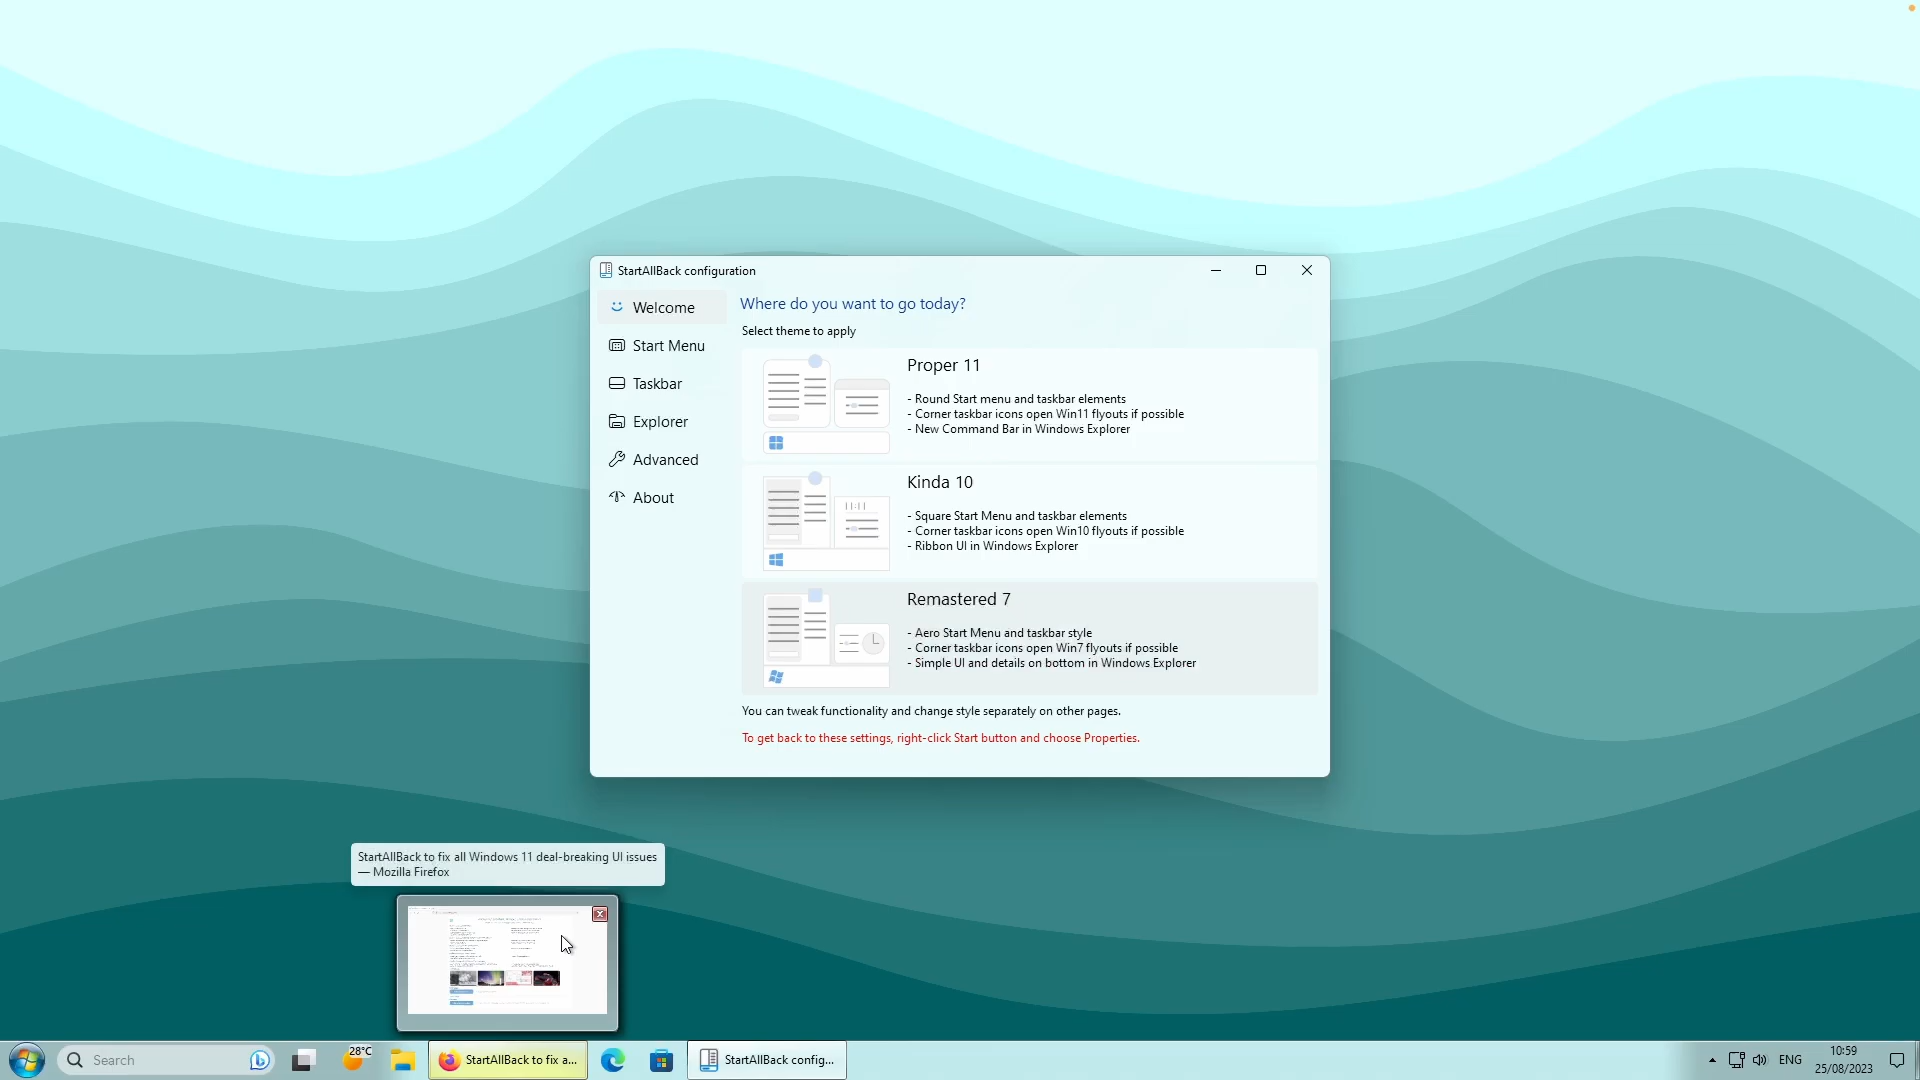 StartAllBack configuration
Welcome
Start Menu
Taskbar
Explorer
Advanced
About
Where do you want to go today?
Select theme to apply
Proper 11
- Round Start menu and taskbar elements
- Corner taskbar icons open Win11 flyouts if possible
- New Command Bar in Windows Explorer
Kinda 10
- Square Start Menu and taskbar elements
- Corner taskbar icons open Win10 flyouts if possible
- Ribbon UI in Windows Explorer
Remastered 7
- Aero Start Menu and taskbar style
- Corner taskbar icons open Win7 flyouts if possible
- Simple UI and details on bottom in Windows Explorer
You can tweak functionality and change style separately on other pages.
To get back to these settings, right-click Start button and choose Properties.
StartAllBack to fix all Windows 11 deal-breaking UI issues
— Mozilla Firefox
Search
28°C
StartAllBack to fix a...
StartAllBack config...
ENG
10:59
25/08/2023